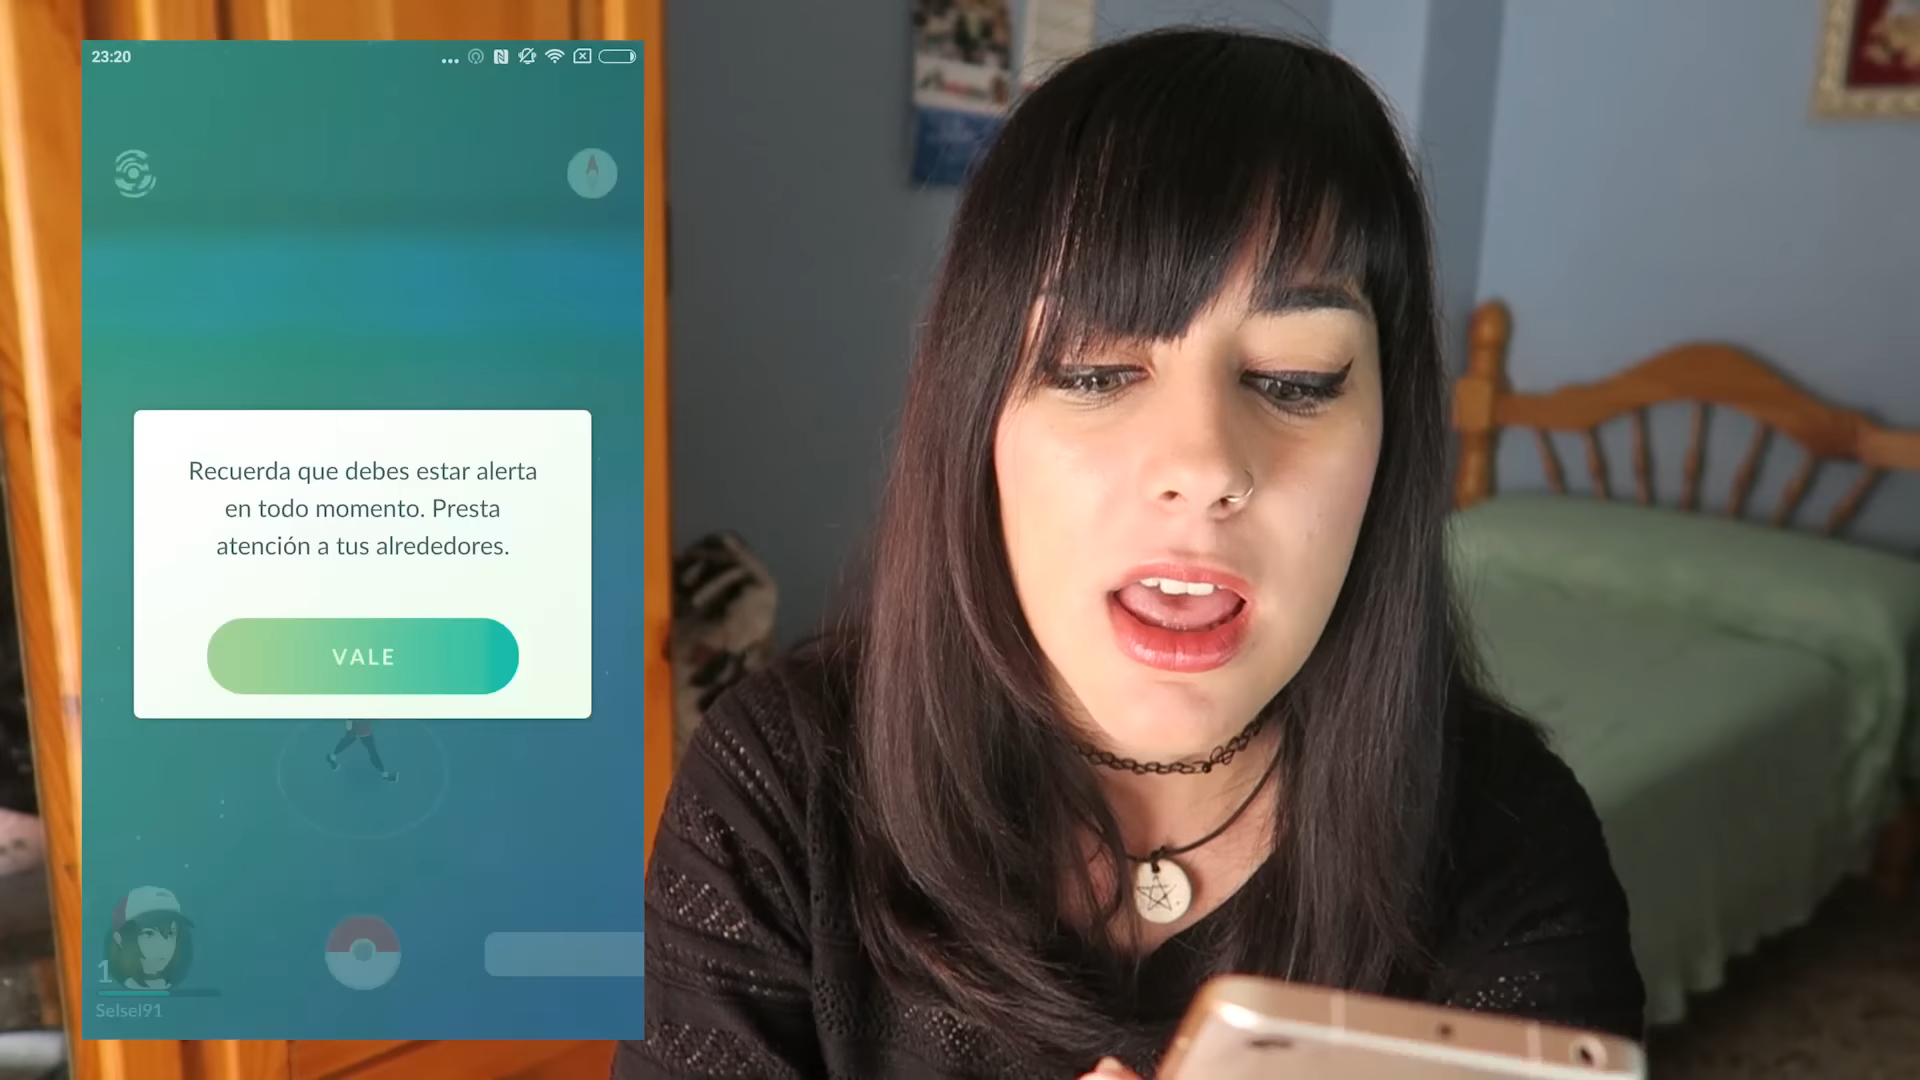 23:20
Recuerda que debes estar alerta
en todo momento. Presta
atención a tus alrededores.
VALE
1
Selsel91